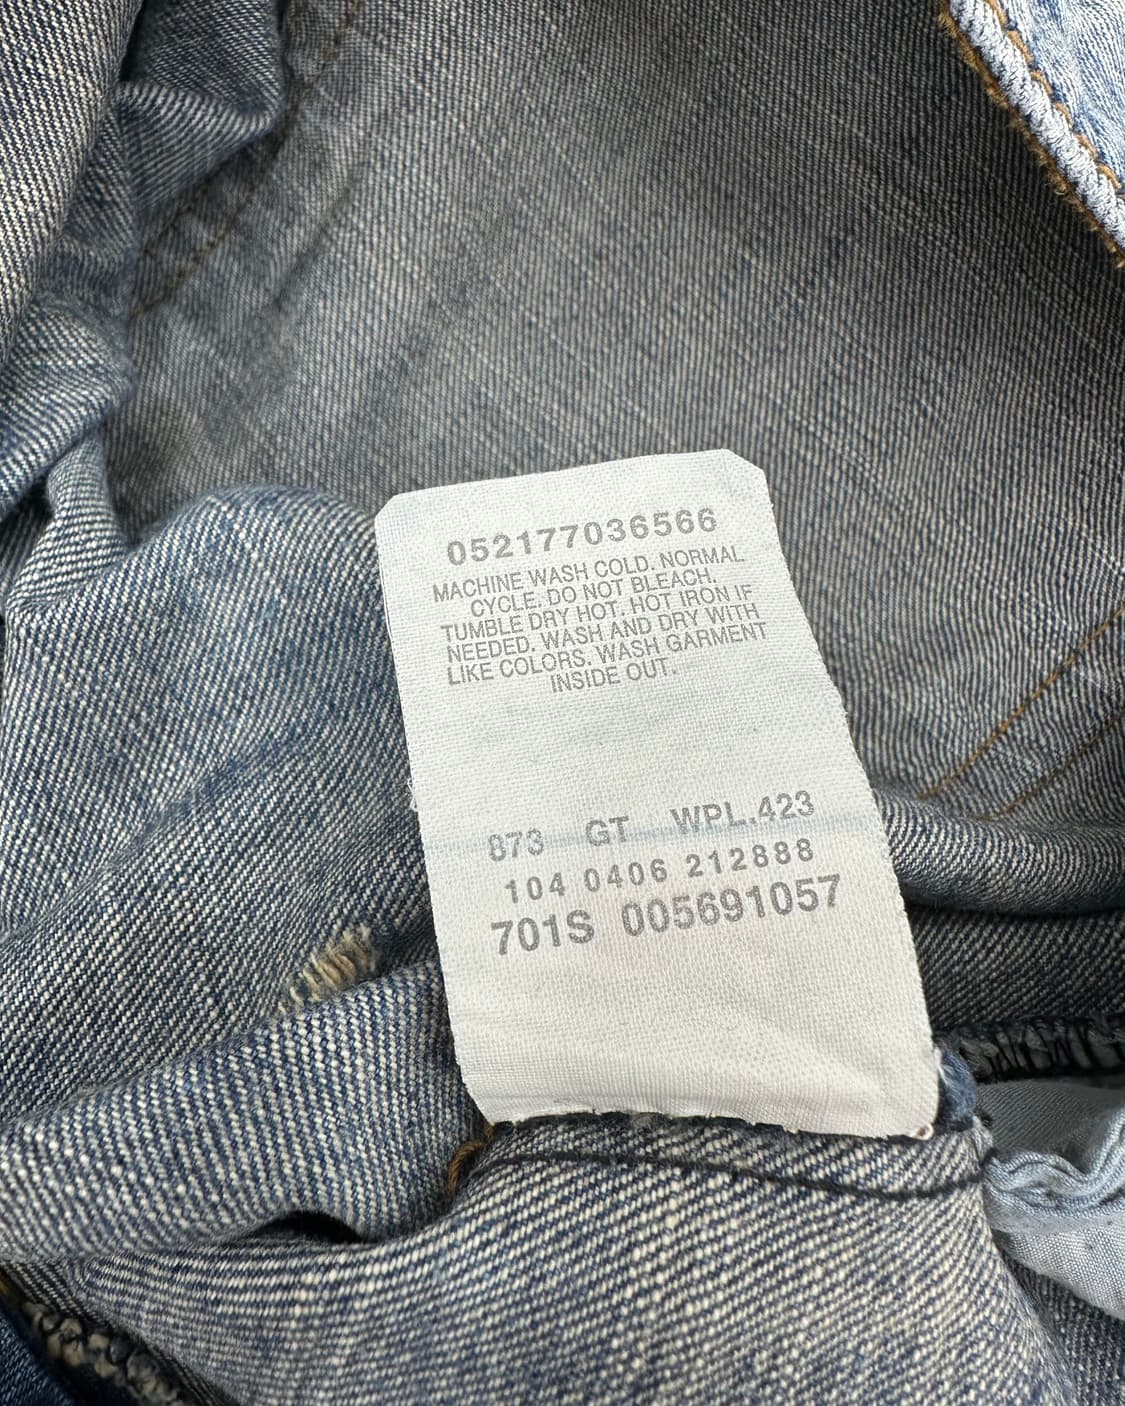 052177036566
MACHINE WASH COLD. NORMAL
CYCLE. DO NOT BLEACH.
TUMBLE DRY HOT. HOT IRON IF
NEEDED. WASH AND DRY WITH
LIKE COLORS. WASH GARMENT
INSIDE OUT.
873 GT WPL.423
104 0406 212888
701S 005691057